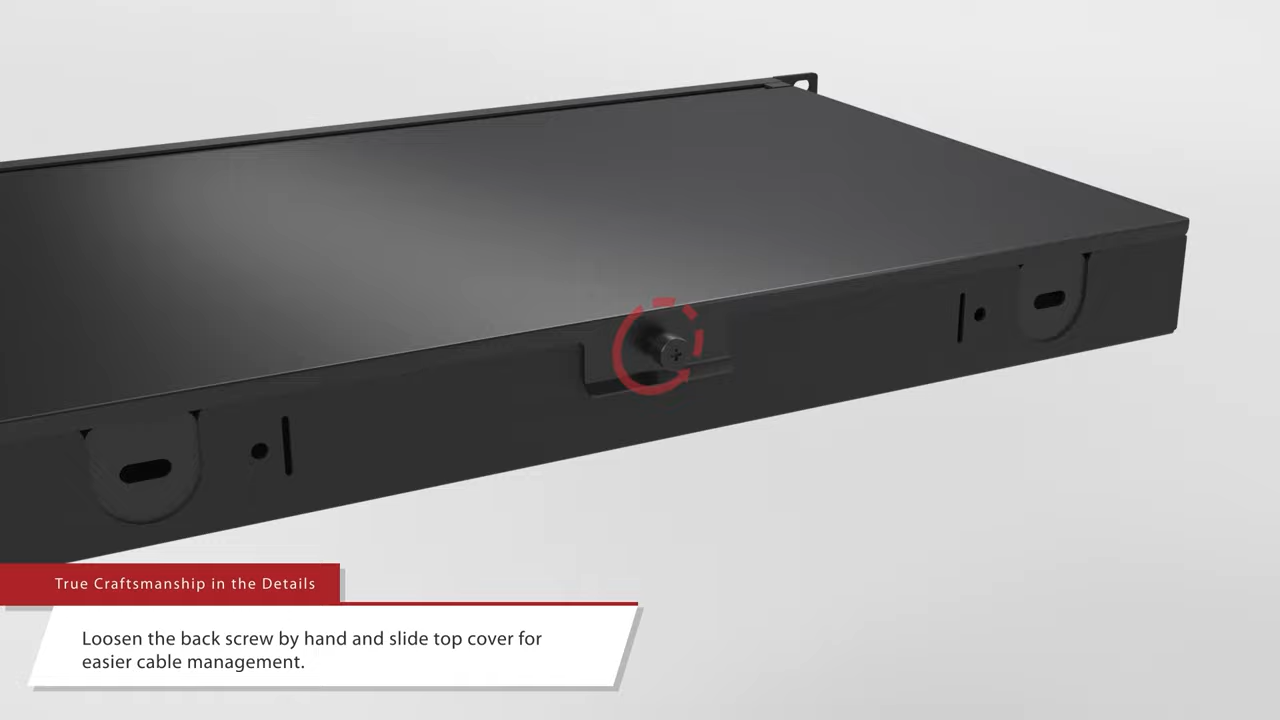 True Craftsmanship in the Details
Loosen the back screw by hand and slide top cover for
easier cable management.